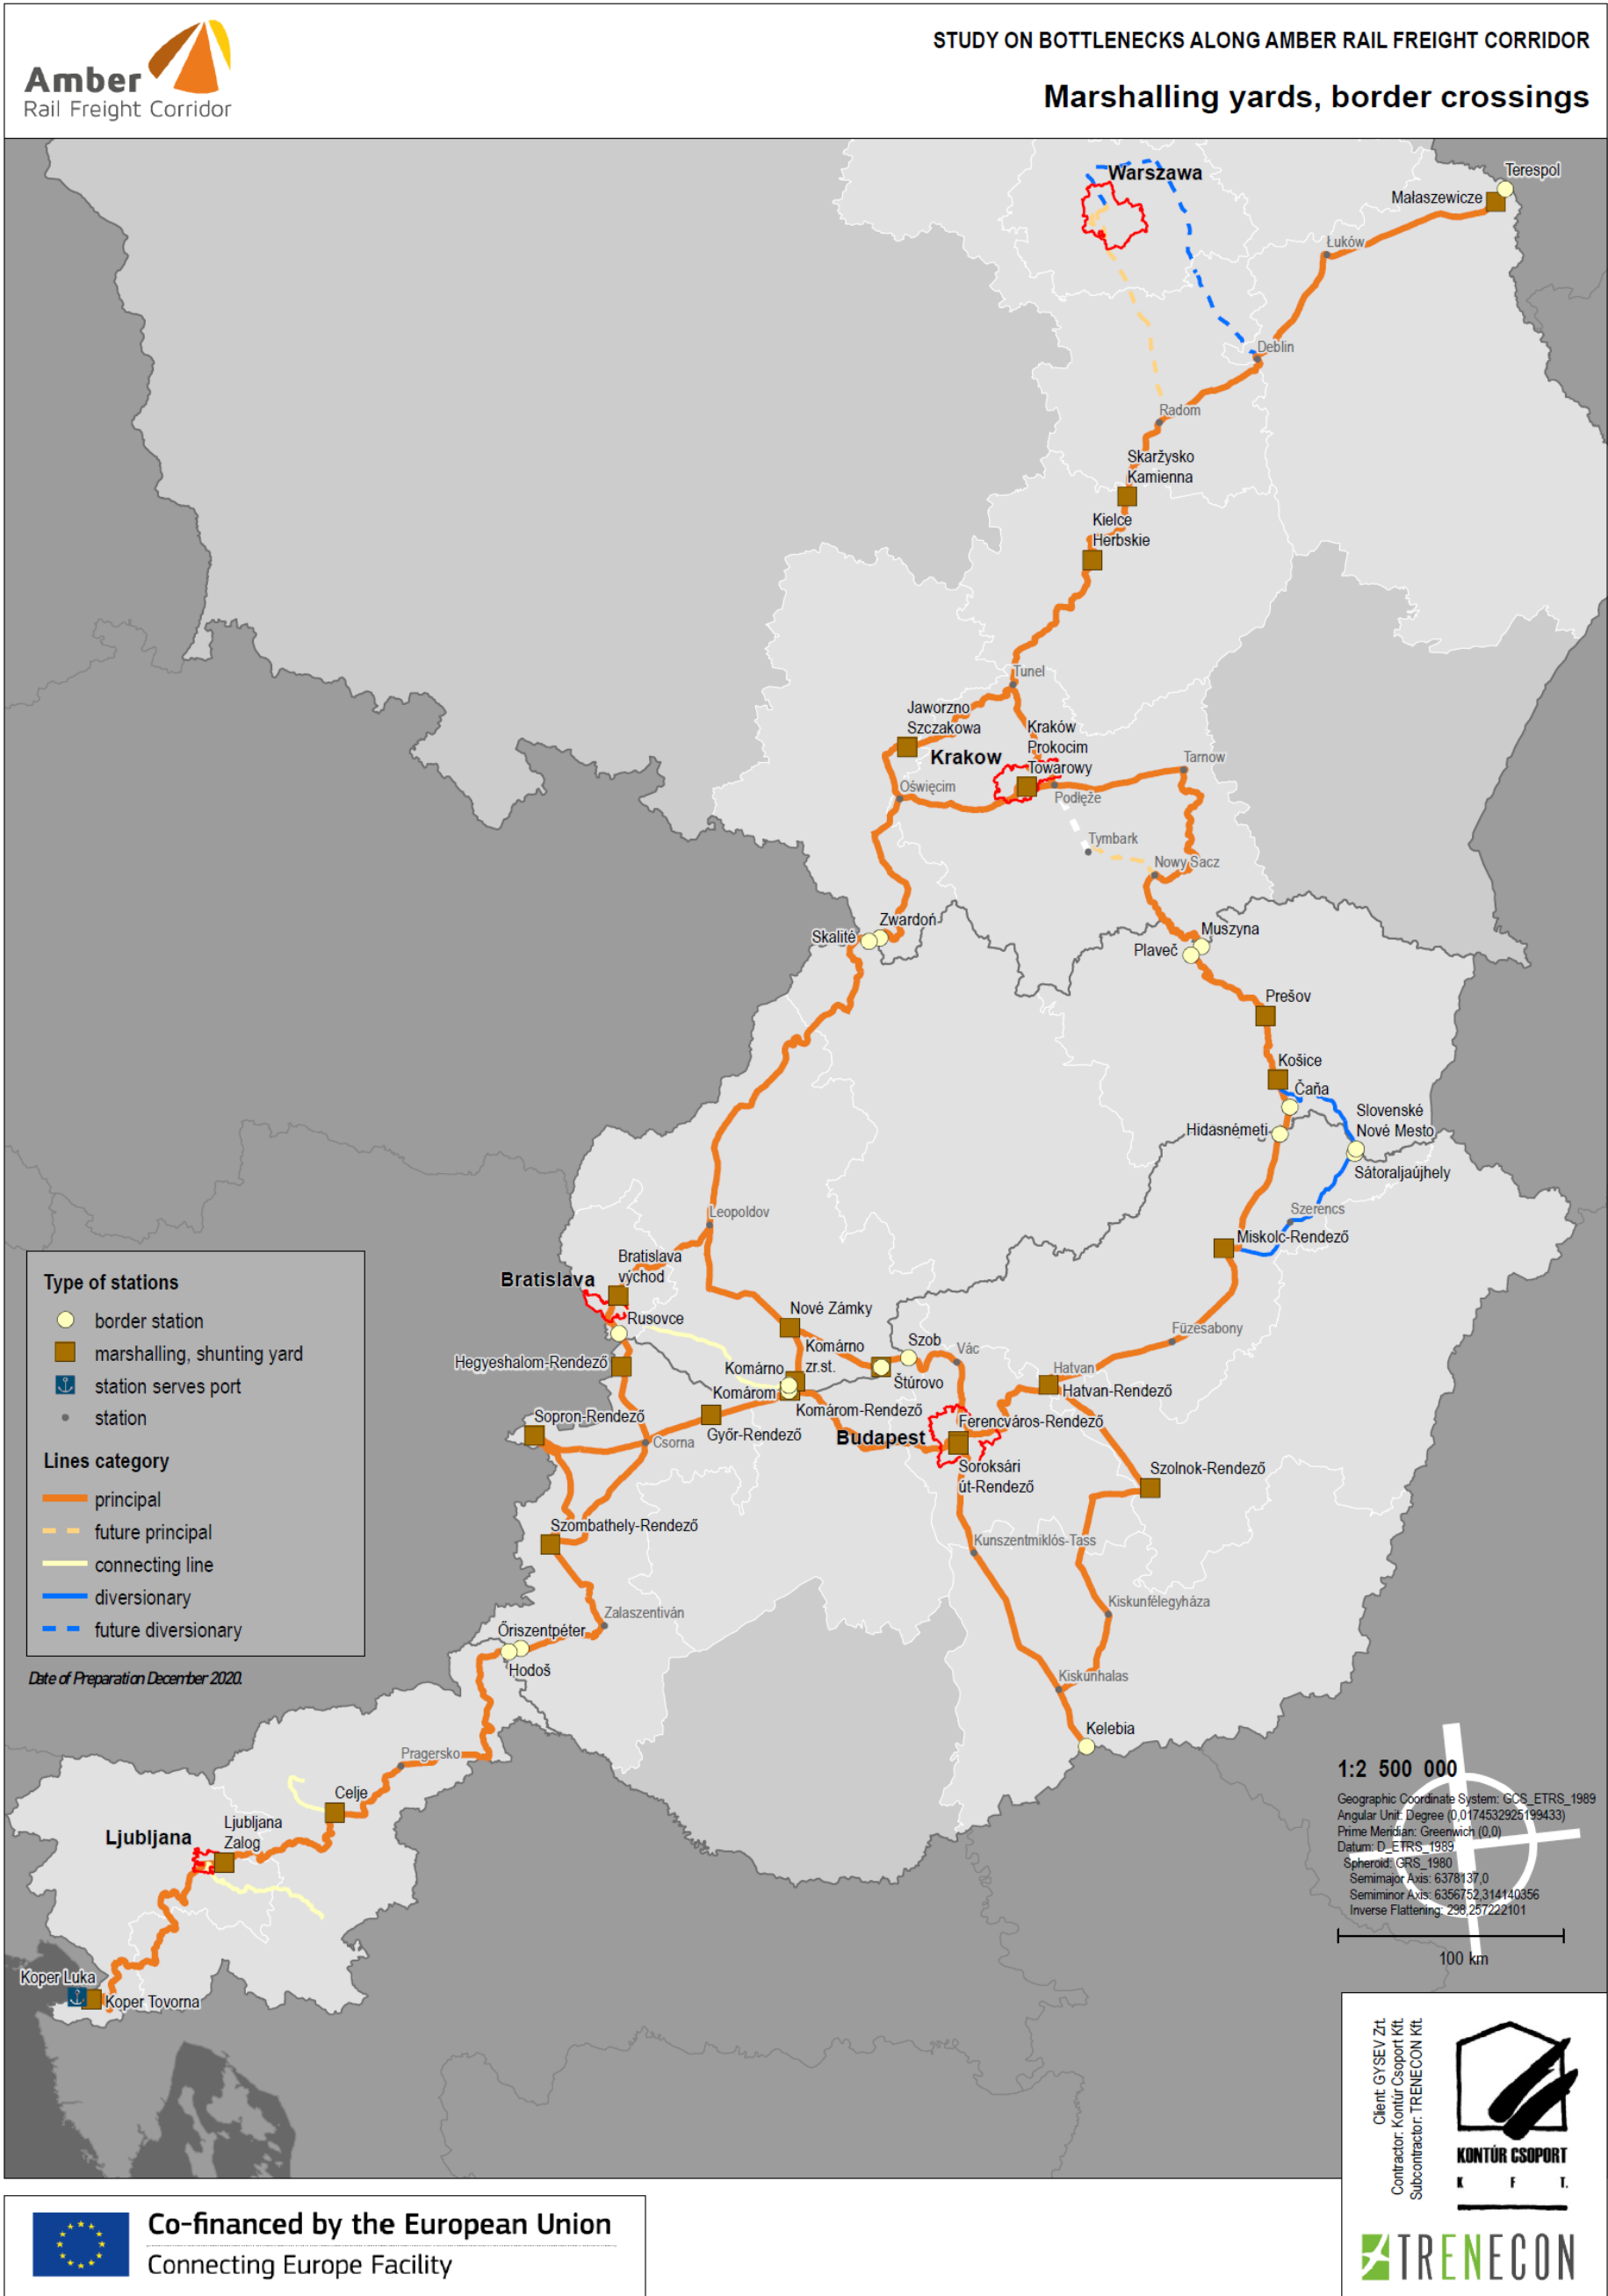 Amber
Rail Freight Corridor
STUDY ON BOTTLENECKS ALONG AMBER RAIL FREIGHT CORRIDOR
Marshalling yards, border crossings
Warszawa
Terespol
Małaszewicze
Łuków
Deblin
Radom
Skaržysko
Kamienna
Kielce
Herbskie
Tunel
Jaworzno
Szczakowa
Kraków
Prokocim
Towarowy
Krakow
Tarnow
Oświęcim
Podłęże
Tymbark
Nowy Sacz
Zwardoń
Skalité
Muszyna
Plaveč
Prešov
Košice
Čaňa
Slovenské
Nové Mesto
Hidasnémeti
Sátoraljaújhely
Szerencs
Leopoldov
Miskolc-Rendező
Bratislava
východ
Bratislava
Rusovce
Nové Zámky
Füzesabony
Szob
Vác
Komárno
zr.st.
Hegyeshalom-Rendező
Komárno
Hatvan
Štúrovo
Komárom
Hatvan-Rendező
Komárom-Rendező
Sopron-Rendező
Ferencváros-Rendező
Győr-Rendező
Budapest
Csorna
Soroksári
út-Rendező
Szolnok-Rendező
Szombathely-Rendező
Kunszentmiklós-Tass
Kiskunfélegyháza
Zalaszentiván
Őriszentpéter
Hodoš
Kiskunhalas
Kelebia
Pragersko
Celje
Ljubljana
Zalog
Ljubljana
Koper Luka
Koper Tovorna
Type of stations
border station
marshalling, shunting yard
station serves port
station
Lines category
principal
future principal
connecting line
diversionary
future diversionary
Date of Preparation December 2020.
1:2 500 000
Geographic Coordinate System: GCS_ETRS_1989
Angular Unit: Degree (0,0174532925199433)
Prime Meridian: Greenwich (0,0)
Datum: D_ETRS_1989
Spheroid: GRS_1980
Semimajor Axis: 6378137,0
Semiminor Axis: 6356752,314140356
Inverse Flattening: 298,257222101
100 km
Client: GYSEV Zrt.
Contractor: Kontúr Csoport Kft.
Subcontractor: TRENECON Kft.
KONTÚR CSOPORT
K F T.
TRENECON
Co-financed by the European Union
Connecting Europe Facility